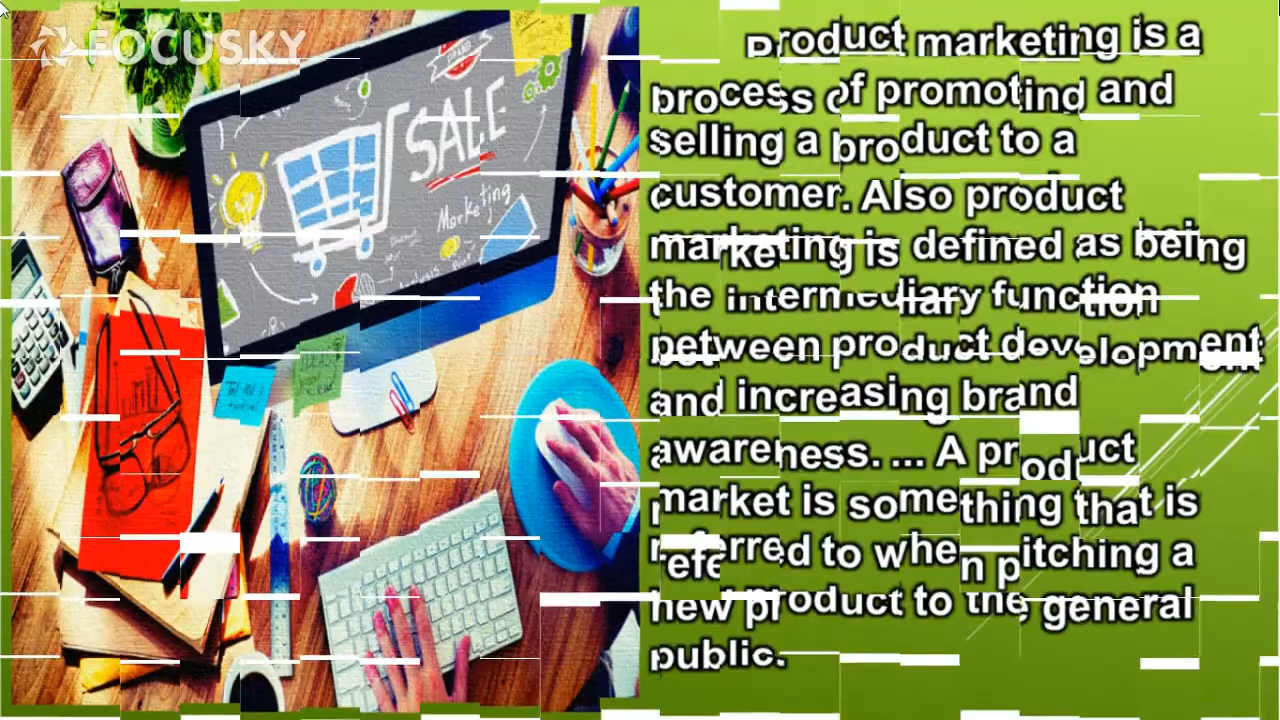 FOCUSKY
SALE
Marketing
Product marketing is a
process of promoting and
selling a product to a
customer. Also product
marketing is defined as being
the intermediary function
between product development
and increasing brand
awareness. ... A product
market is something that is
referred to when pitching a
new product to the general
public.